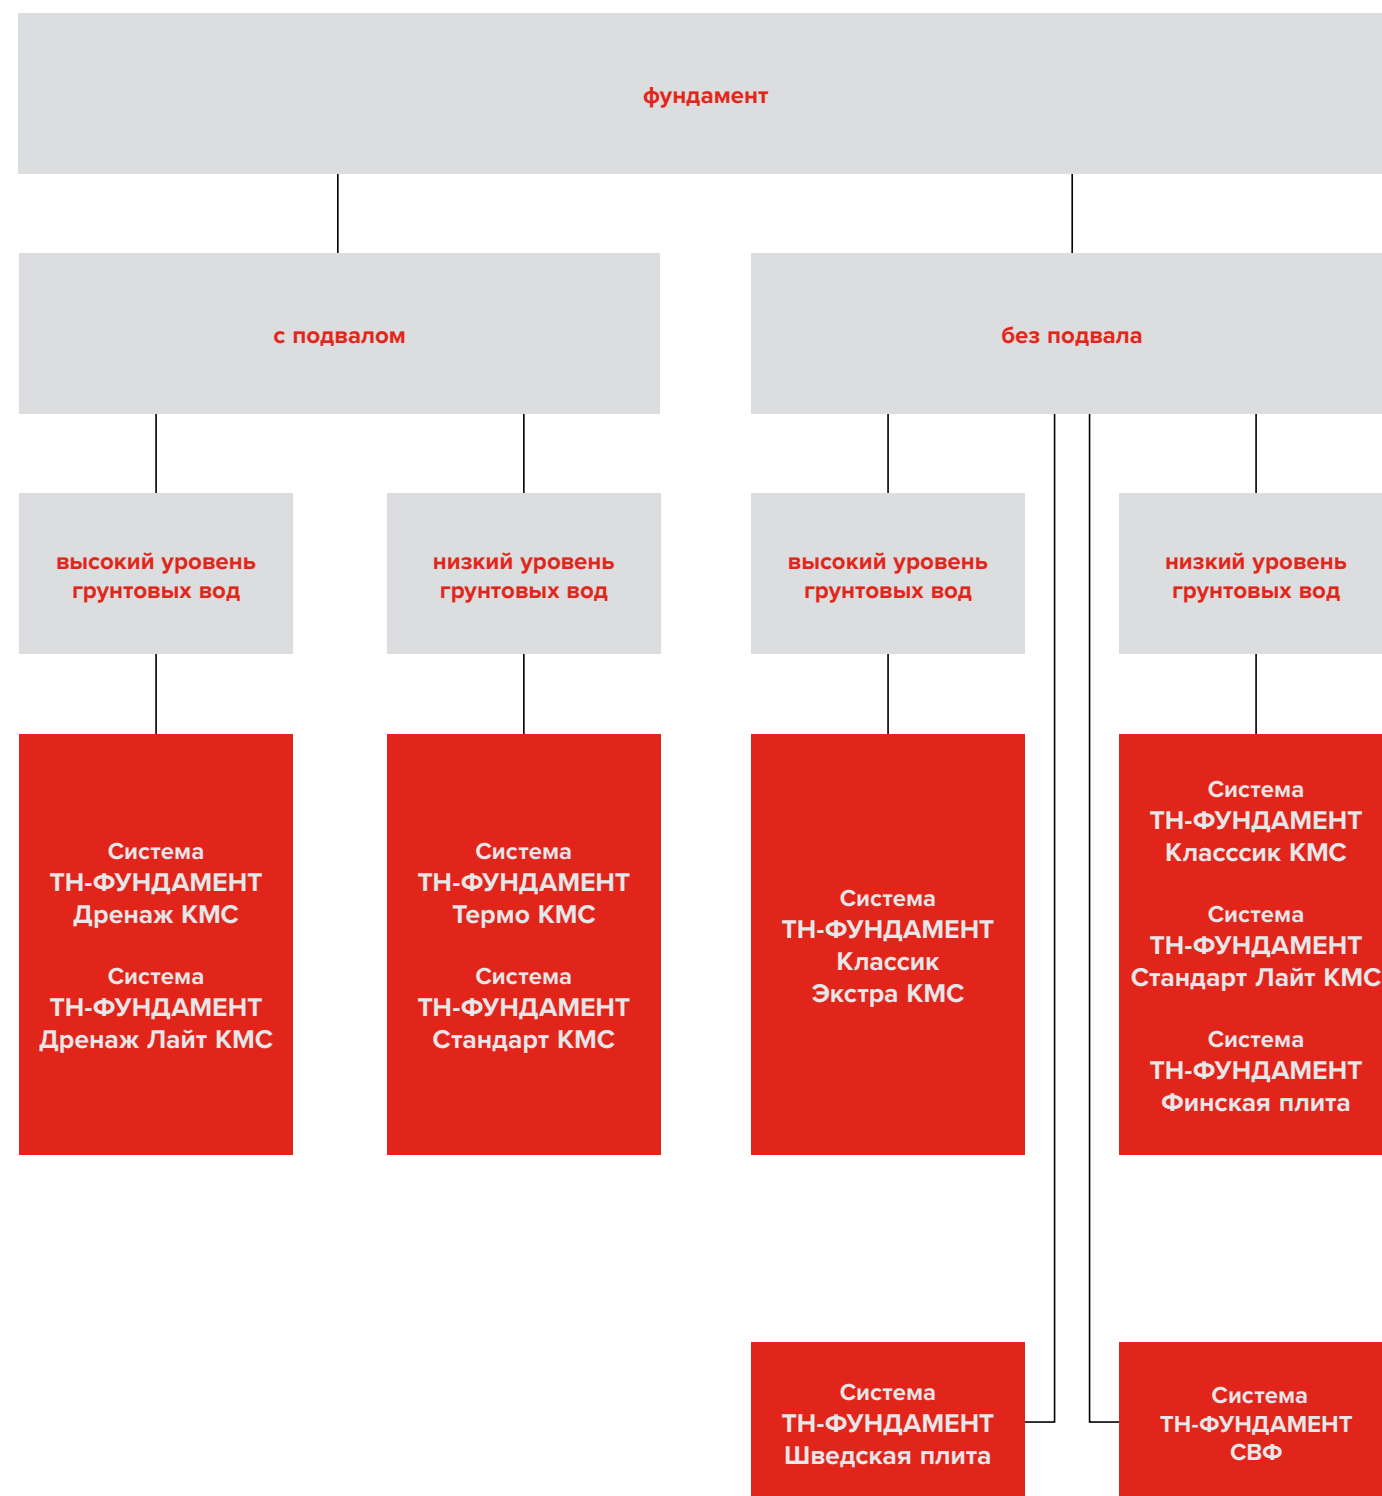 фундамент
с подвалом
без подвала
высокий уровень
грунтовых вод
низкий уровень
грунтовых вод
высокий уровень
грунтовых вод
низкий уровень
грунтовых вод
Система
ТН-ФУНДАМЕНТ
Дренаж КМС
Система
ТН-ФУНДАМЕНТ
Дренаж Лайт КМС
Система
ТН-ФУНДАМЕНТ
Термо КМС
Система
ТН-ФУНДАМЕНТ
Стандарт КМС
Система
ТН-ФУНДАМЕНТ
Классик
Экстра КМС
Система
ТН-ФУНДАМЕНТ
Класссик КМС
Система
ТН-ФУНДАМЕНТ
Стандарт Лайт КМС
Система
ТН-ФУНДАМЕНТ
Финская плита
Система
ТН-ФУНДАМЕНТ
Шведская плита
Система
ТН-ФУНДАМЕНТ
СВФ